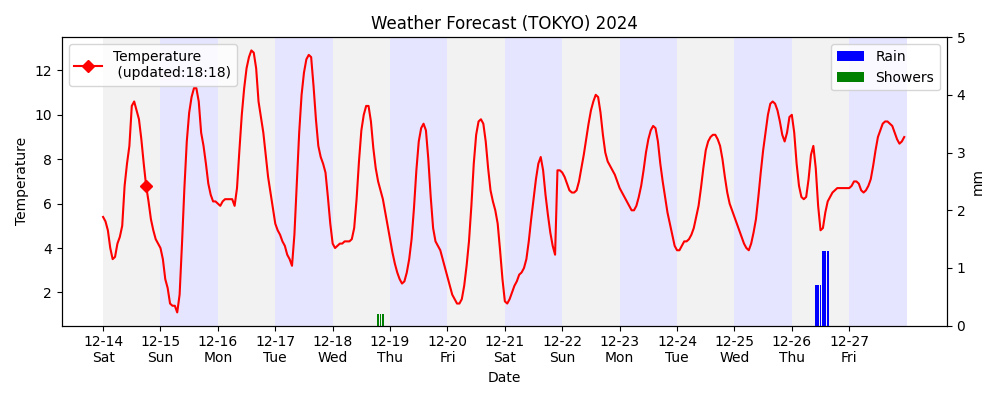 Weather Forecast (TOKYO) 2024
Temperature
(updated:18:18)
Rain
Showers
Temperature
12
10
8
6
4
2
5
4
3
2
1
0
mm
12-14 12-15 12-16 12-17 12-18 12-19 12-20 12-21 12-22 12-23 12-24 12-25 12-26 12-27
Sat Sun Mon Tue Wed Thu Fri Sat Sun Mon Tue Wed Thu Fri
Date